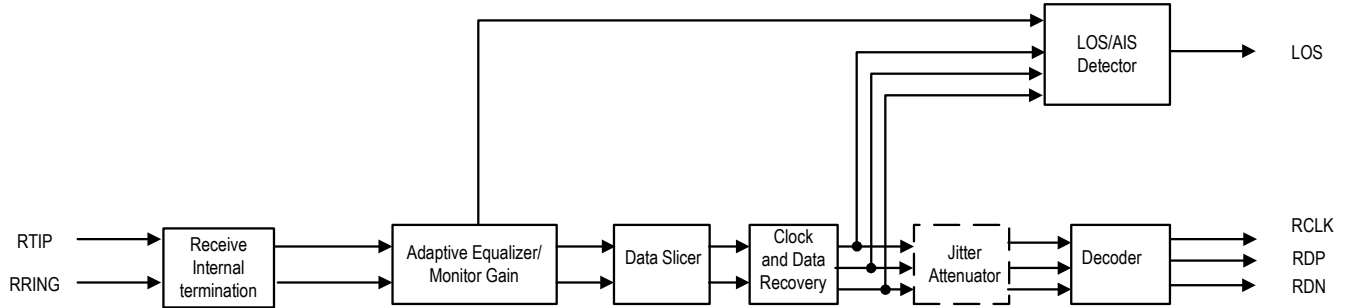 LOS/AIS
Detector
LOS
RTIP
RRING
Receive
Internal
termination
Adaptive Equalizer/
Monitor Gain
Data Slicer
Clock
and Data
Recovery
Jitter
Attenuator
Decoder
RCLK
RDP
RDN